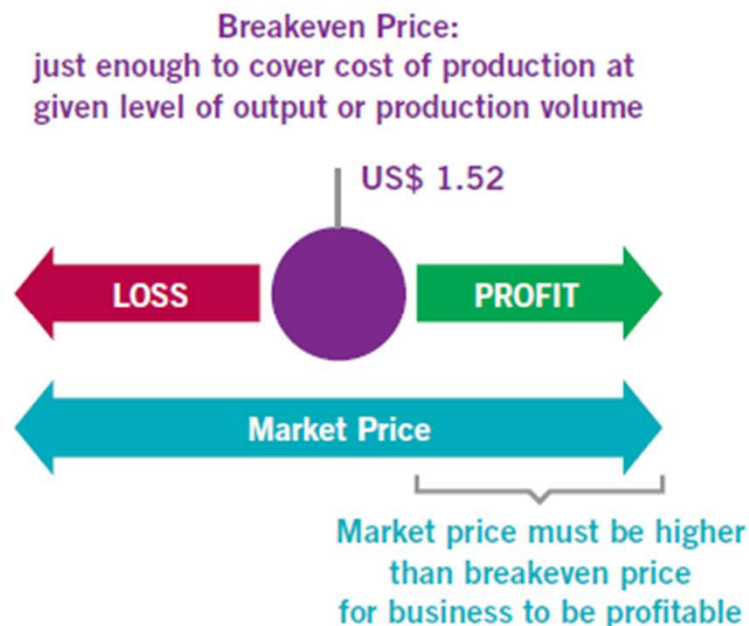 Breakeven Price:
just enough to cover cost of production at
given level of output or production volume
US$ 1.52
LOSS
PROFIT
Market Price
Market price must be higher
than breakeven price
for business to be profitable